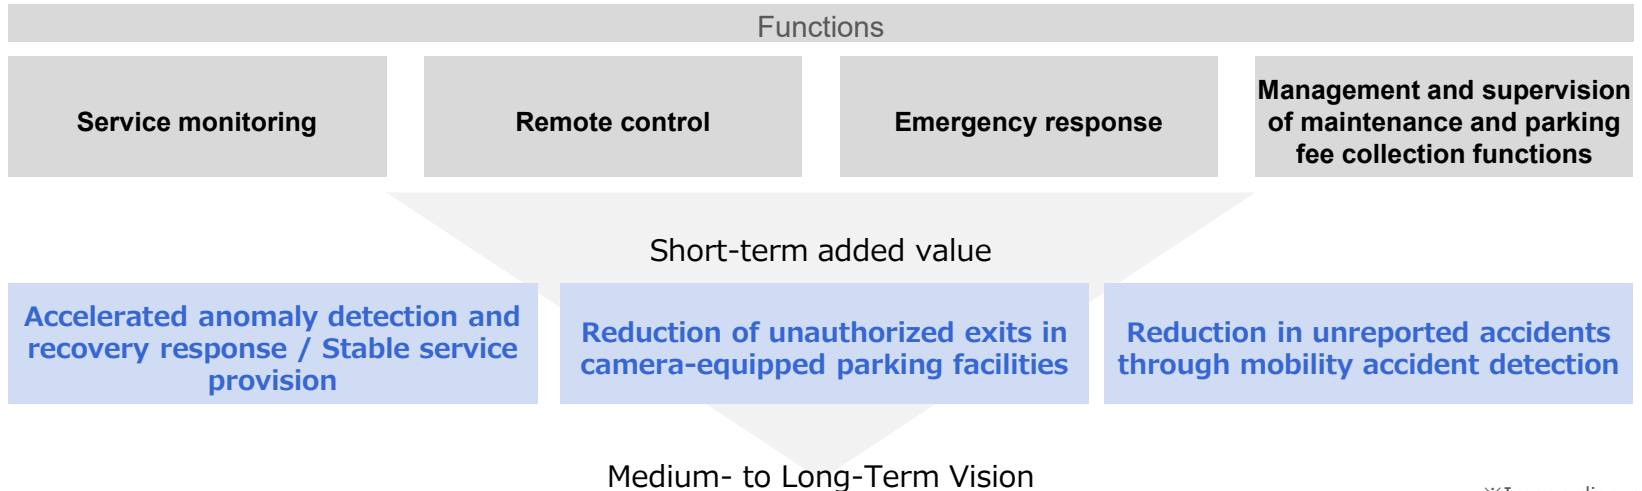 Functions
Service monitoring
Remote control
Emergency response
Management and supervision
of maintenance and parking
fee collection functions
Short-term added value
Accelerated anomaly detection and
recovery response / Stable service
provision
Reduction of unauthorized exits in
camera-equipped parking facilities
Reduction in unreported accidents
through mobility accident detection
Medium- to Long-Term Vision